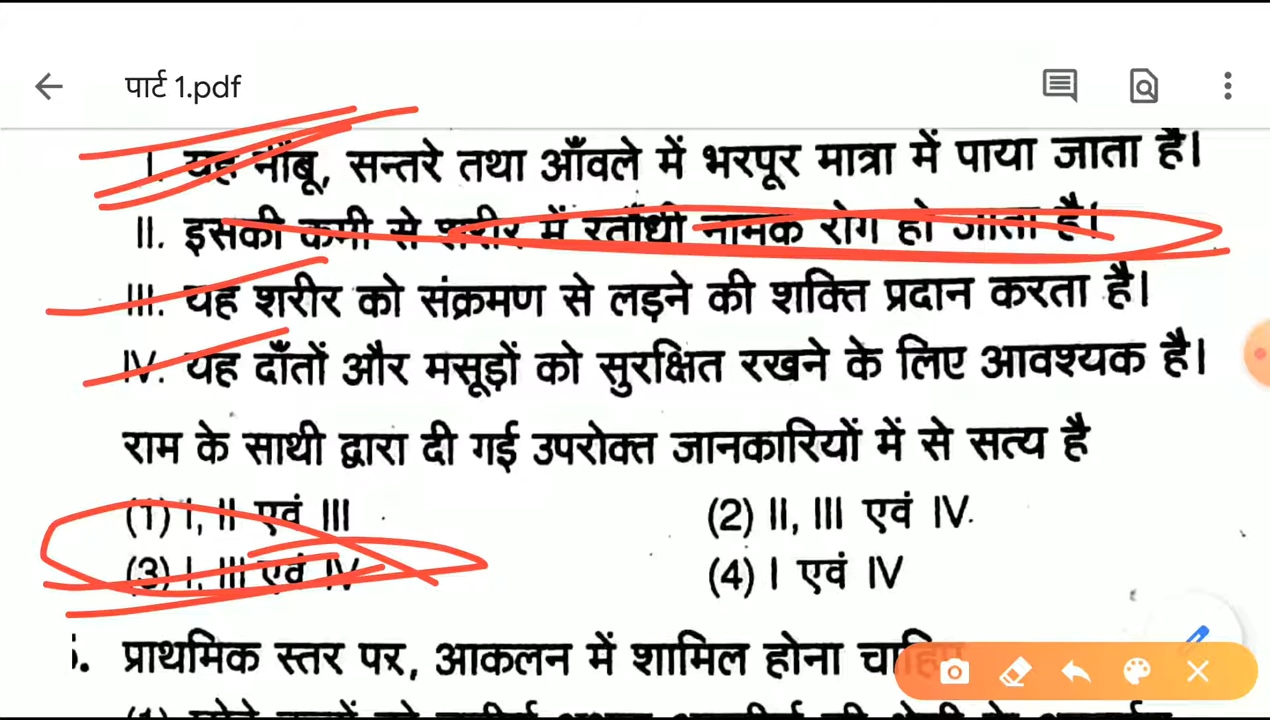 पार्ट 1.pdf
I. यह नींबू, सन्तरे तथा आँवले में भरपूर मात्रा में पाया जाता है।
II. इसकी कमी से शरीर में रतौंधी नामक रोग हो जाता है।
III. यह शरीर को संक्रमण से लड़ने की शक्ति प्रदान करता है।
IV. यह दाँतों और मसूड़ों को सुरक्षित रखने के लिए आवश्यक है।
राम के साथी द्वारा दी गई उपरोक्त जानकारियों में से सत्य है
(1) I, II एवं III (2) II, III एवं IV.
(3) I, III एवं IV (4) I एवं IV
प्राथमिक स्तर पर, आकलन में शामिल होना चाहिए